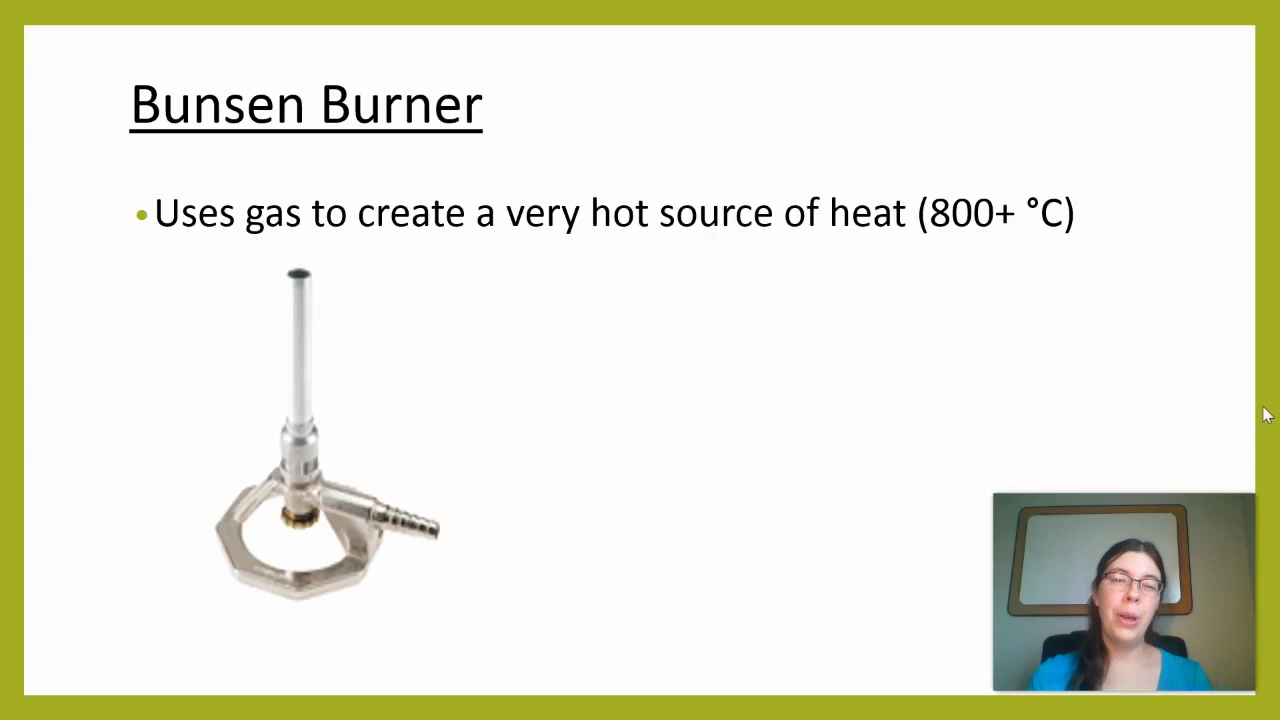 Bunsen Burner
•Uses gas to create a very hot source of heat (800+ °C)